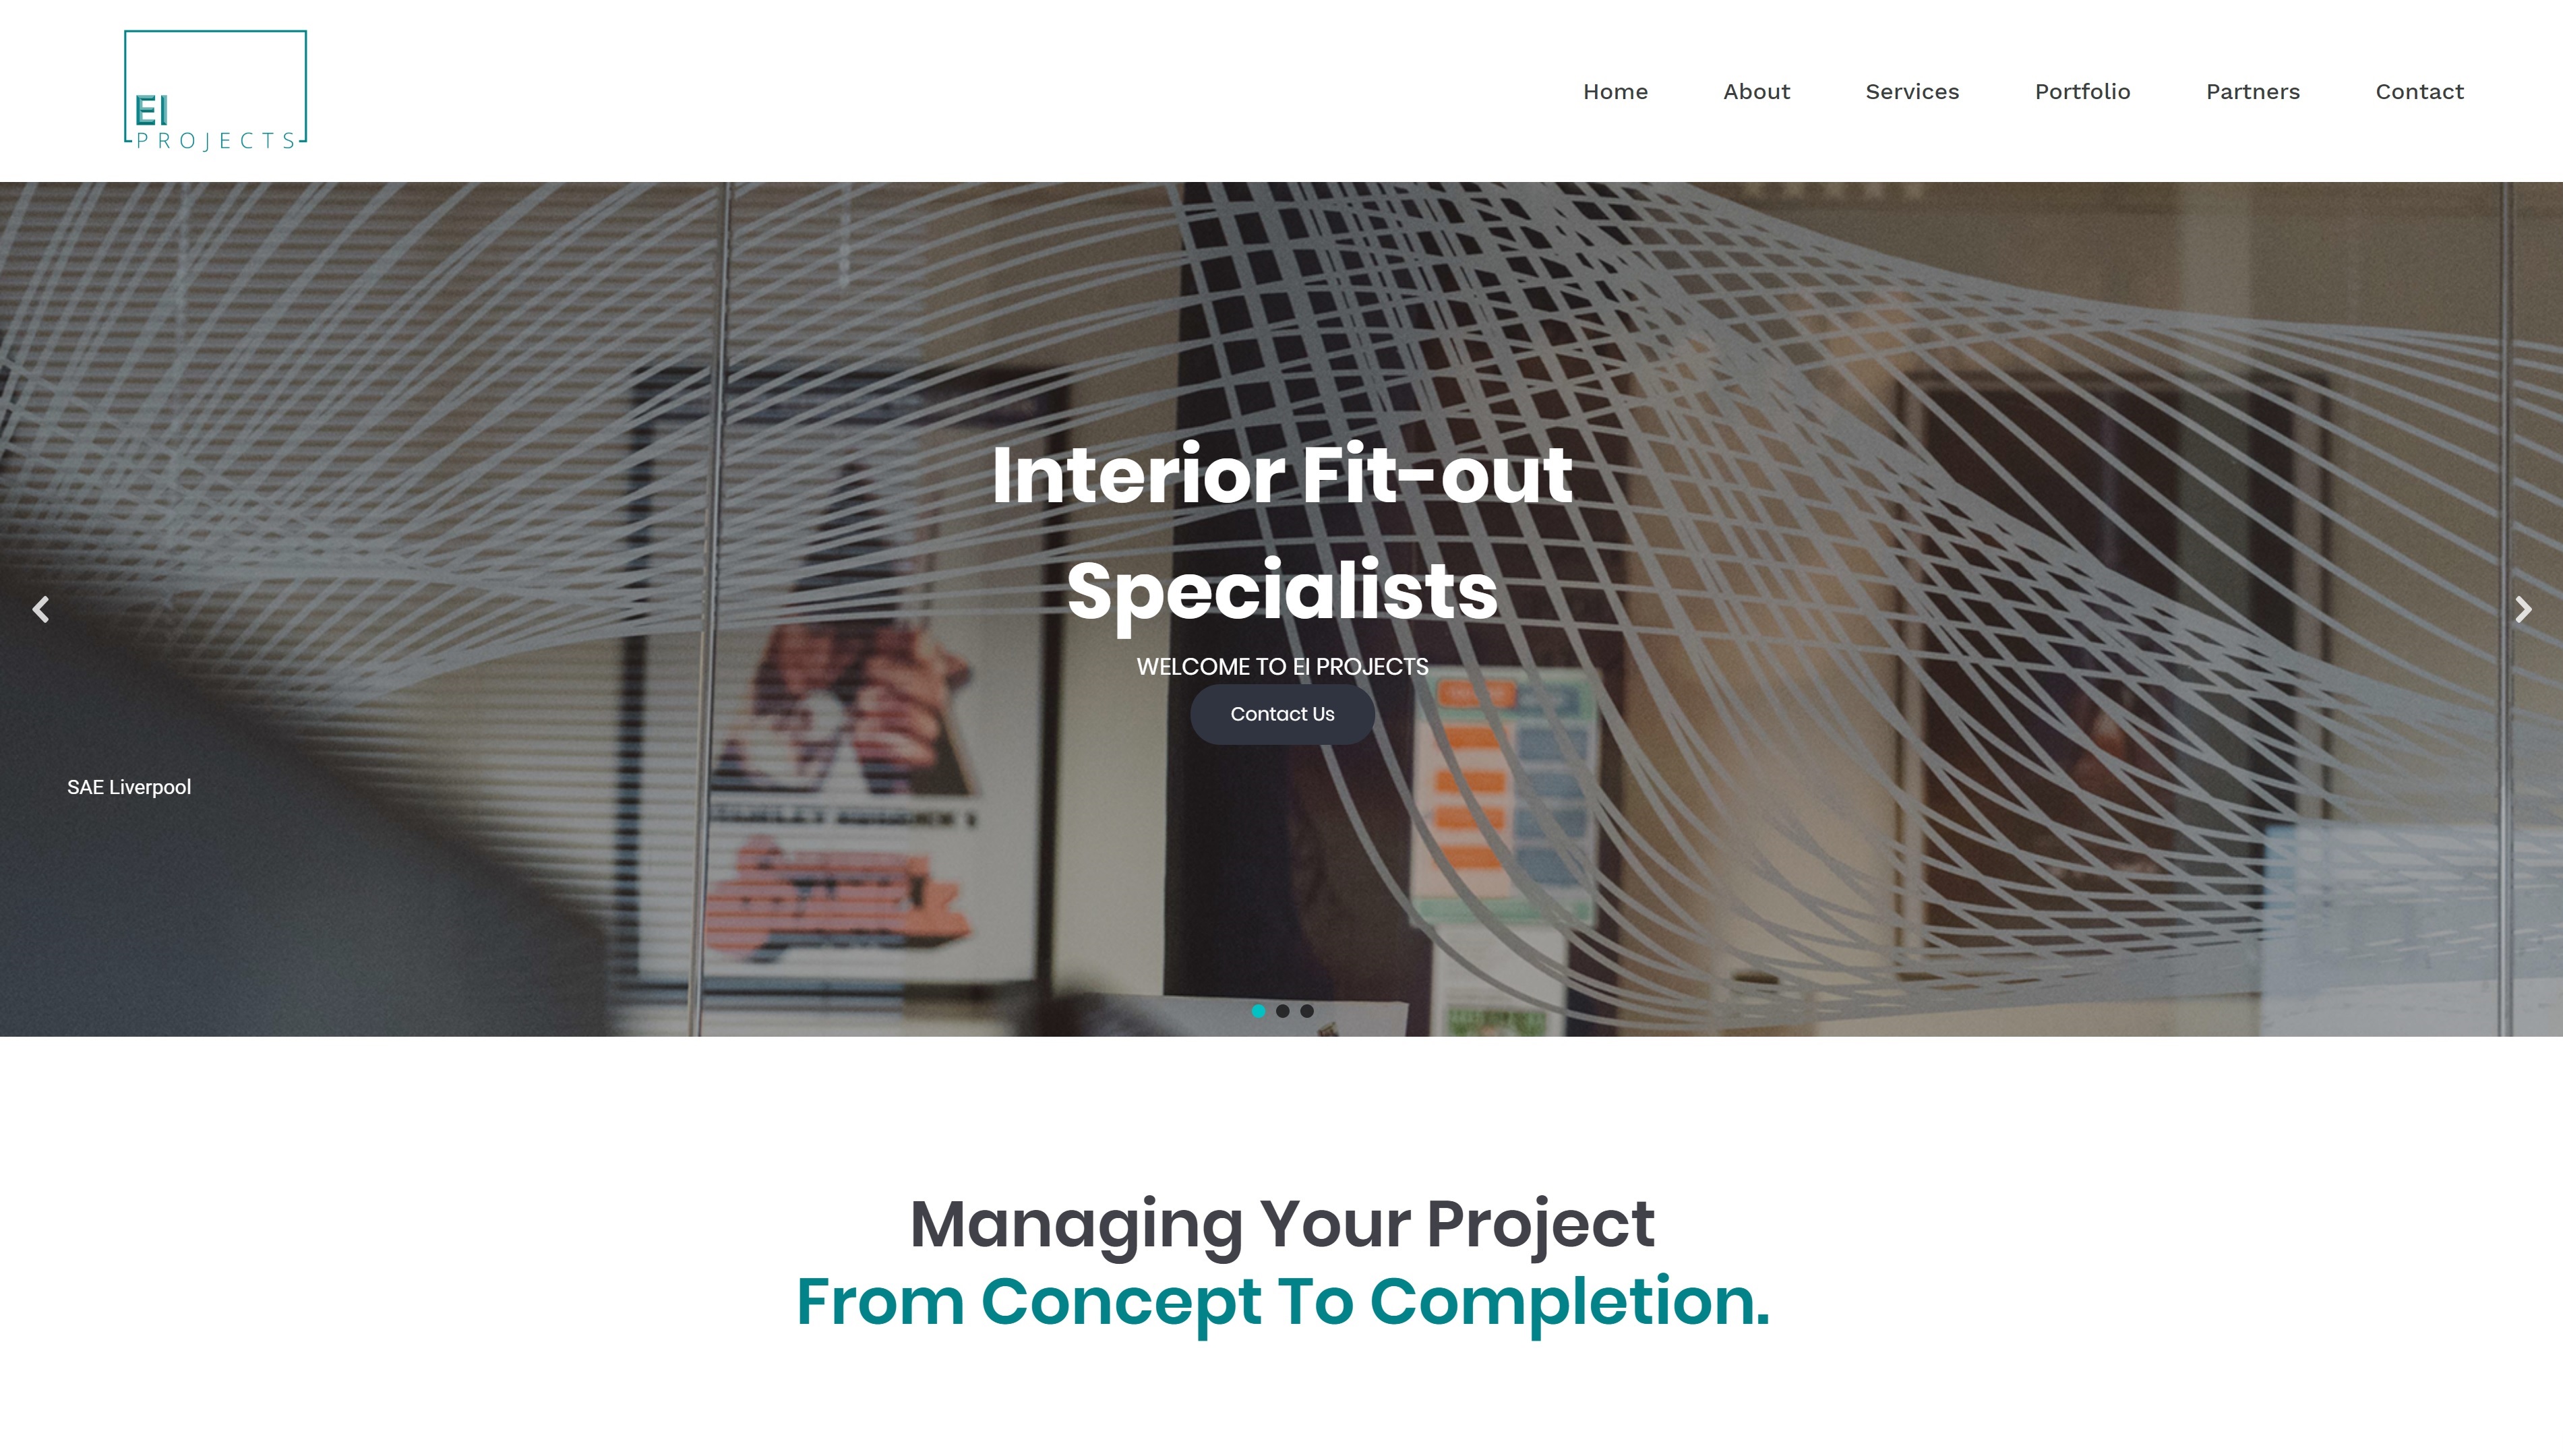 EI
PROJECTS
Home
About
Services
Portfolio
Partners
Contact
Interior Fit-out
Specialists
WELCOME TO EI PROJECTS
Contact Us
SAE Liverpool
Managing Your Project
From Concept To Completion.